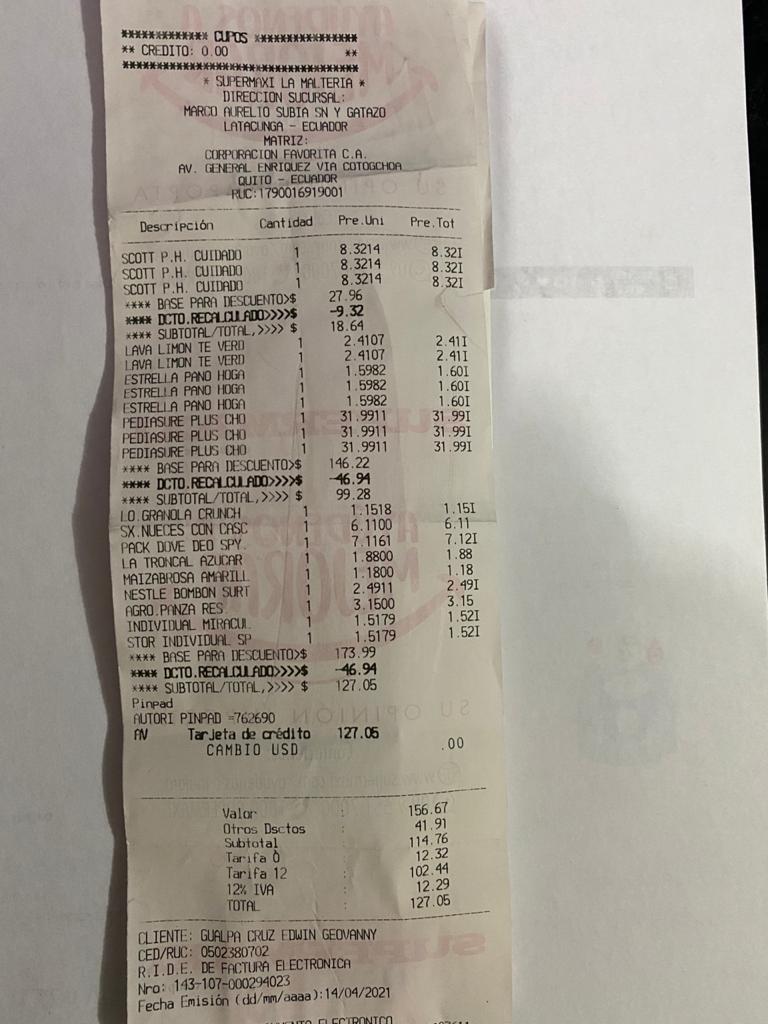 ************* CUPOS ***************
** CREDITO: 0.00 **
***********************************
* SUPERMAXI LA MALTERIA *
DIRECCION SUCURSAL:
MARCO AURELIO SUBIA SN Y GATAZO
LATACUNGA - ECUADOR
MATRIZ:
CORPORACION FAVORITA C.A.
AV. GENERAL ENRIQUEZ VIA COTOGCHOA
QUITO - ECUADOR
RUC:1790016919001
Descripción Cantidad Pre.Uni Pre.Tot
SCOTT P.H. CUIDADO 1 8.3214 8.32I
SCOTT P.H. CUIDADO 1 8.3214 8.32I
SCOTT P.H. CUIDADO 1 8.3214 8.32I
**** BASE PARA DESCUENTO>$ 27.96
**** DCTO.RECALCULADO>>>>$ -9.32
**** SUBTOTAL/TOTAL,>>>> $ 18.64
LAVA LIMON TE VERD 1 2.4107 2.41I
LAVA LIMON TE VERD 1 2.4107 2.41I
ESTRELLA PANO HOGA 1 1.5982 1.60I
ESTRELLA PANO HOGA 1 1.5982 1.60I
ESTRELLA PANO HOGA 1 1.5982 1.60I
PEDIASURE PLUS CHO 1 31.9911 31.99I
PEDIASURE PLUS CHO 1 31.9911 31.99I
PEDIASURE PLUS CHO 1 31.9911 31.99I
**** BASE PARA DESCUENTO>$ 146.22
**** DCTO.RECALCULADO>>>>$ -46.94
**** SUBTOTAL/TOTAL,>>>> $ 99.28
LO.GRANOLA CRUNCH 1 1.1518 1.15I
SX.NUECES CON CASC 1 6.1100 6.11
PACK DOVE DEO SPY. 1 7.1161 7.12I
LA TRONCAL AZUCAR 1 1.8800 1.88
MAIZABROSA AMARILL 1 1.1800 1.18
NESTLE BOMBON SURT 1 2.4911 2.49I
AGRO.PANZA RES 1 3.1500 3.15
INDIVIDUAL MIRACUL 1 1.5179 1.52I
STOR INDIVIDUAL SP 1 1.5179 1.52I
**** BASE PARA DESCUENTO>$ 173.99
**** DCTO.RECALCULADO>>>>$ -46.94
**** SUBTOTAL/TOTAL,>>>> $ 127.05
Pinpad
AUTORI PINPAD =762690
AV Tarjeta de crédito 127.05
CAMBIO USD .00
Valor : 156.67
Otros Dsctos : 41.91
Subtotal 114.76
Tarifa 0 : 12.32
Tarifa 12 : 102.44
12% IVA : 12.29
TOTAL : 127.05
CLIENTE: GUALPA CRUZ EDWIN GEOVANNY
CED/RUC: 0502380702
R.I.D.E. DE FACTURA ELECTRONICA
Nro: 143-107-000294023
Fecha Emisión (dd/mm/aaaa):14/04/2021
ELECTRONICO